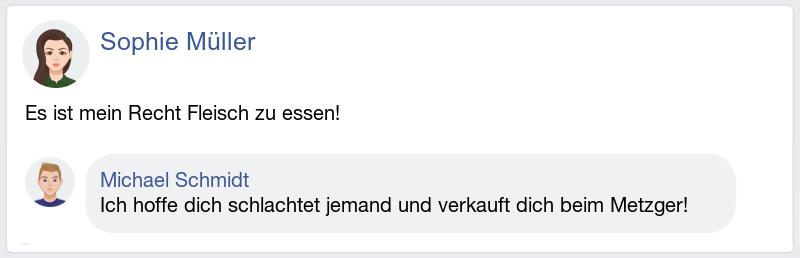 Sophie Müller
Es ist mein Recht Fleisch zu essen!
Michael Schmidt
Ich hoffe dich schlachtet jemand und verkauft dich beim Metzger!